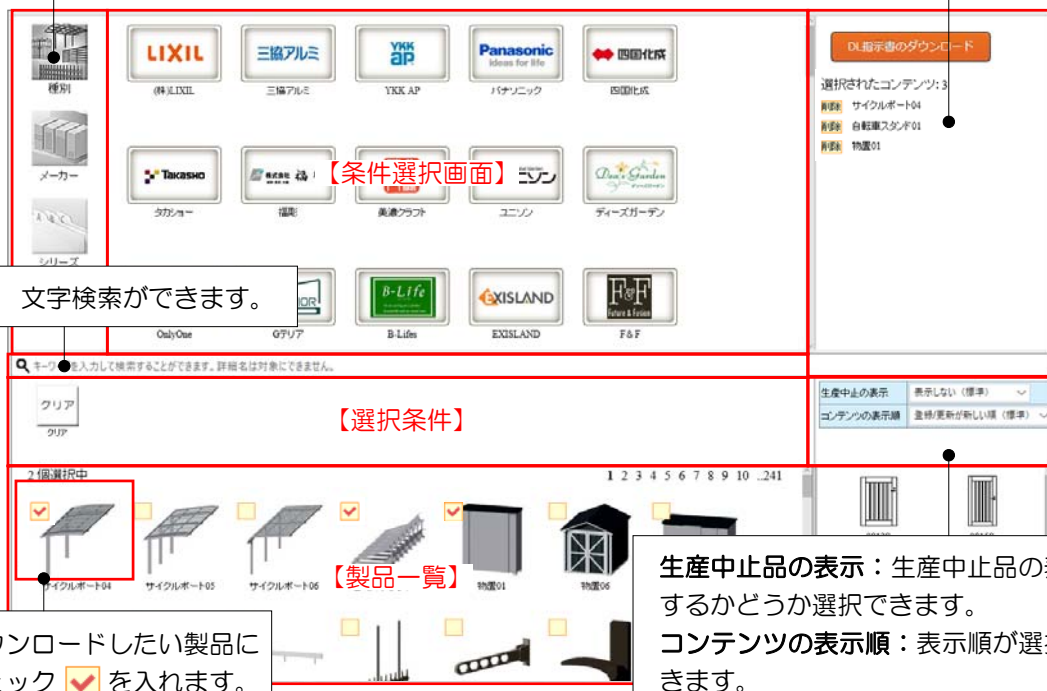 種別
メーカー
シリーズ
LIXIL
三協アルミ
YKK
ap
Panasonic
ideas for life
四国化成
(株)LIXIL
三協アルミ
YKK AP
パナソニック
四国化成
DL指示書のダウンロード
選択されたコンテンツ: 3
削除 サイクルポート04
削除 自転車スタンド01
削除 物置01
Takasho
株式会社
【条件選択画面】
ユニソン
Dea's Garden
タカショー
福彫
美濃クラフト
ユニソン
ディーズガーデン
文字検索ができます。
B-Life
EXISLAND
F&F
Future & Fusion
OnlyOne
Gテリア
B-Lifes
EXISLAND
F&F
キーワードを入力して検索することができます。詳細名は対象にできません。
クリア
クリア
【選択条件】
生産中止の表示 表示しない（標準）
コンテンツの表示順 登録/更新が新しい順（標準）
2 個選択中
1 2 3 4 5 6 7 8 9 10 ..241
サイクルポート04
サイクルポート05
サイクルポート06
【製品一覧】
物置01
物置06
生産中止品の表示：生産中止品の
するかどうか選択できます。
コンテンツの表示順：表示順が選
きます。
ウンロードしたい製品に
ェック を入れます。